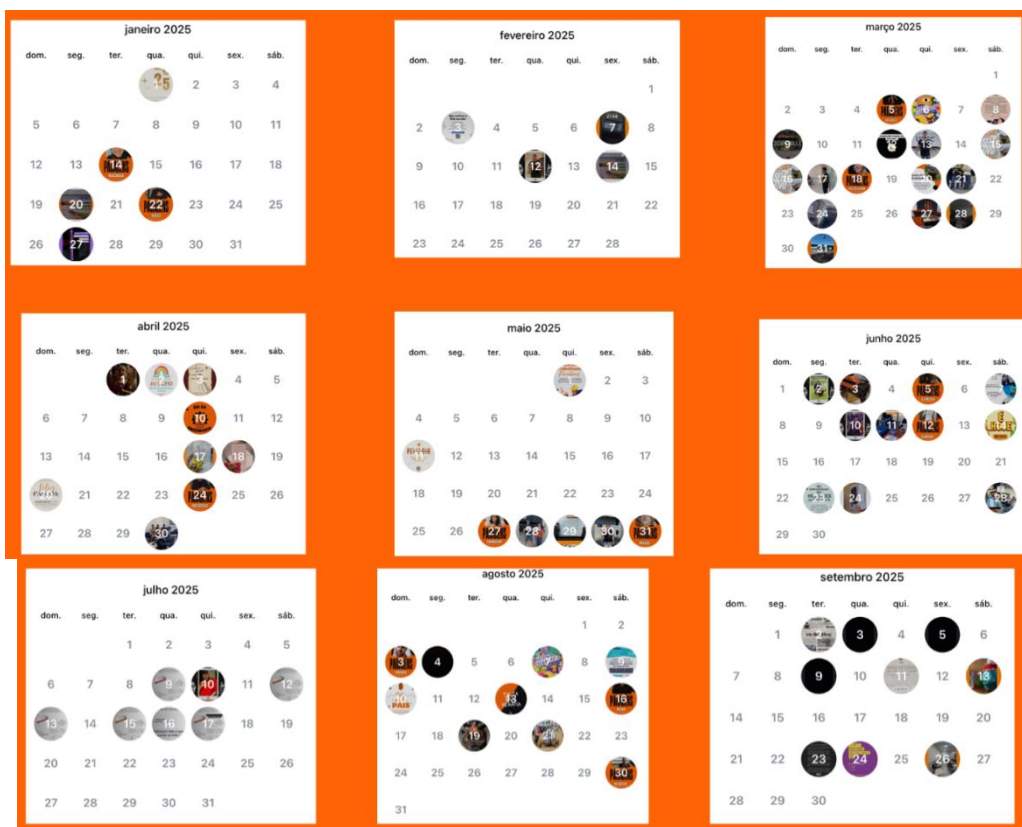 janeiro 2025
dom. seg. ter. qua. qui. sex. sáb.
2 3 4
5 6 7 8 9 10 11
12 13 14 15 16 17 18
19 20 21 22 23 24 25
26 27 28 29 30 31
fevereiro 2025
dom. seg. ter. qua. qui. sex. sáb.
1
2 3 4 5 6 7 8
9 10 11 12 13 14 15
16 17 18 19 20 21 22
23 24 25 26 27 28
março 2025
dom. seg. ter. qua. qui. sex. sáb.
1
2 3 4 5 6 7 8
9 10 11 12 13 14 15
16 17 18 19 20 21 22
23 24 25 26 27 28 29
30 31
abril 2025
dom. seg. ter. qua. qui. sex. sáb.
1 2 3 4 5
6 7 8 9 10 11 12
13 14 15 16 17 18 19
20 21 22 23 24 25 26
27 28 29 30
maio 2025
dom. seg. ter. qua. qui. sex. sáb.
2 3
4 5 6 7 8 9 10
11 12 13 14 15 16 17
18 19 20 21 22 23 24
25 26 27 28 29 30 31
junho 2025
dom. seg. ter. qua. qui. sex. sáb.
1 2 3 4 5 6
8 9 10 11 12 13 14
15 16 17 18 19 20 21
22 23 24 25 26 27 28
29 30
julho 2025
dom. seg. ter. qua. qui. sex. sáb.
1 2 3 4 5
6 7 8 9 10 11 12
13 14 15 16 17 18 19
20 21 22 23 24 25 26
27 28 29 30 31
agosto 2025
dom. seg. ter. qua. qui. sex. sáb.
1 2
3 4 5 6 7 8 9
10 PAIS 11 12 13 14 15 16
17 18 19 20 21 22 23
24 25 26 27 28 29 30
31
setembro 2025
dom. seg. ter. qua. qui. sex. sáb.
1 2 3 4 5 6
7 8 9 10 11 12 13
14 15 16 17 18 19 20
21 22 23 24 25 26 27
28 29 30